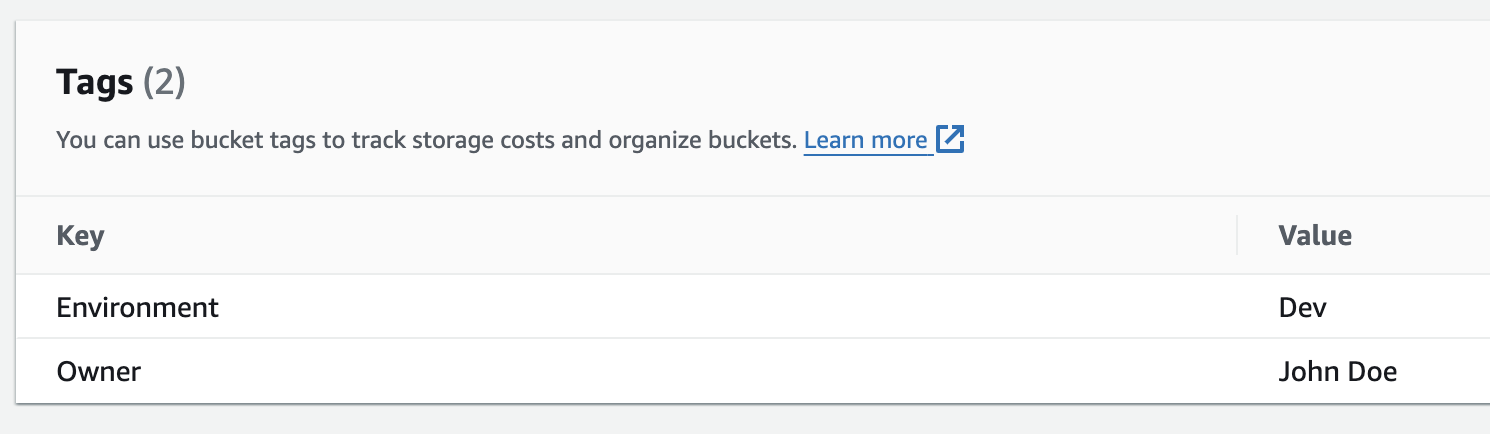 Tags (2)
You can use bucket tags to track storage costs and organize buckets. Learn more
Key Value
Environment Dev
Owner John Doe